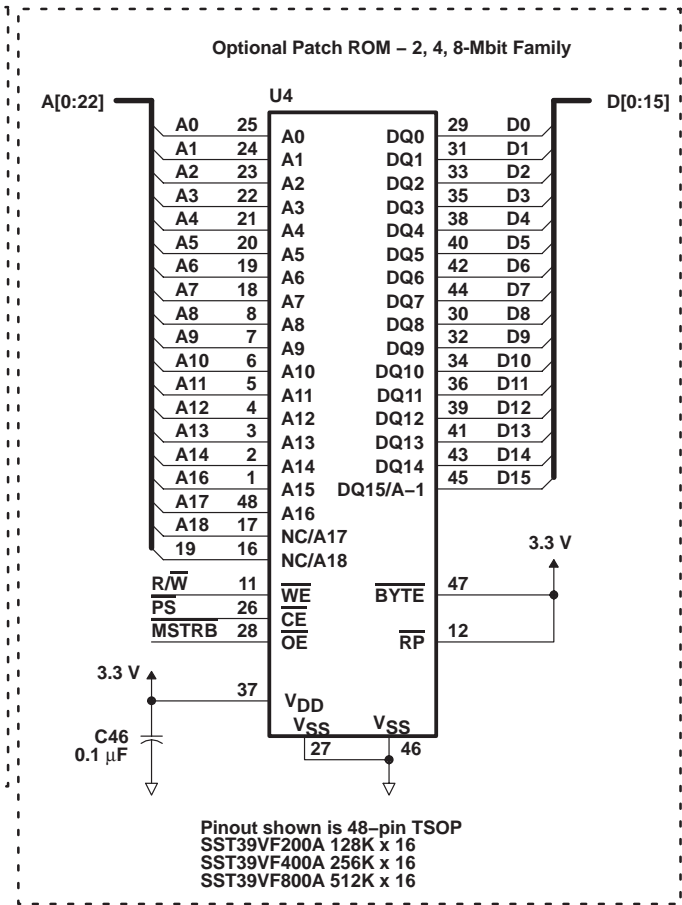 Optional Patch ROM – 2, 4, 8-Mbit Family
U4
A[0:22]
D[0:15]
A0 25 A0 DQ0 29 D0
A1 24 A1 DQ1 31 D1
A2 23 A2 DQ2 33 D2
A3 22 A3 DQ3 35 D3
A4 21 A4 DQ4 38 D4
A5 20 A5 DQ5 40 D5
A6 19 A6 DQ6 42 D6
A7 18 A7 DQ7 44 D7
A8 8 A8 DQ8 30 D8
A9 7 A9 DQ9 32 D9
A10 6 A10 DQ10 34 D10
A11 5 A11 DQ11 36 D11
A12 4 A12 DQ12 39 D12
A13 3 A13 DQ13 41 D13
A14 2 A14 DQ14 43 D14
A16 1 A15 DQ15/A–1 45 D15
A17 48 A16
A18 17 NC/A17
19 16 NC/A18
3.3 V
R/W̅ 11 W̅E̅ B̅Y̅T̅E̅ 47
P̅S̅ 26 C̅E̅
M̅S̅T̅R̅B̅ 28 O̅E̅ R̅P̅ 12
3.3 V
37 VDD
VSS VSS
27 46
C46
0.1 μF
Pinout shown is 48–pin TSOP
SST39VF200A 128K x 16
SST39VF400A 256K x 16
SST39VF800A 512K x 16